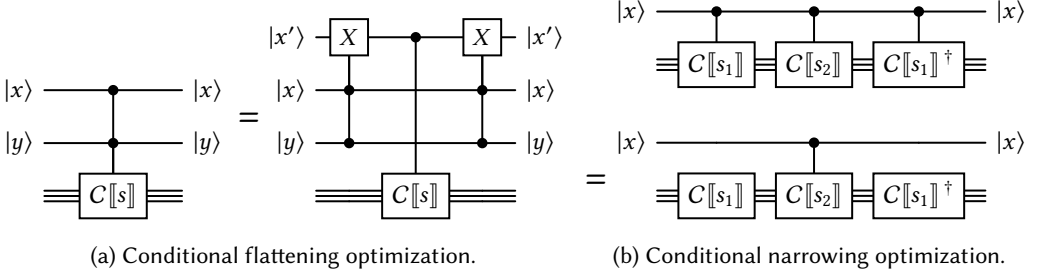 |x⟩ |x⟩
C⟦s₁⟧ C⟦s₂⟧ C⟦s₁⟧†
|x′⟩ X X |x′⟩
|x⟩ |x⟩ = |x⟩ |x⟩
|y⟩ |y⟩ |y⟩ |y⟩
C⟦s⟧ C⟦s⟧
|x⟩ |x⟩
= C⟦s₁⟧ C⟦s₂⟧ C⟦s₁⟧†
(a) Conditional flattening optimization.
(b) Conditional narrowing optimization.